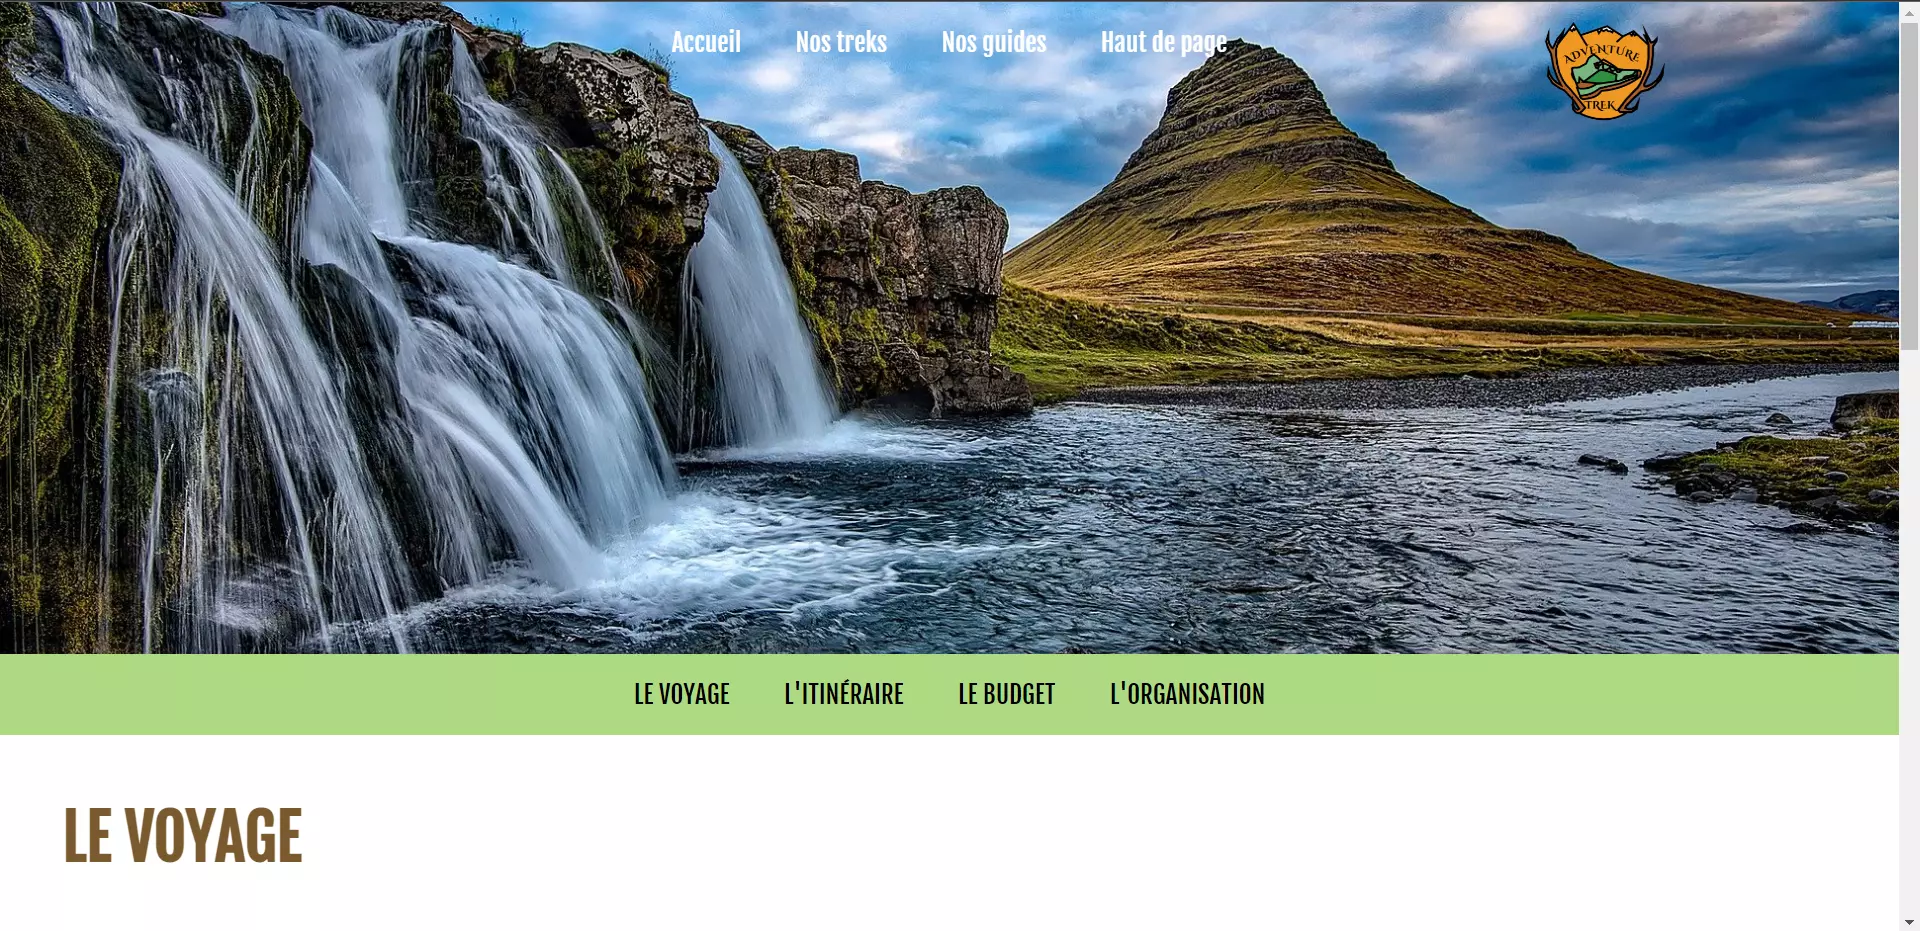 Accueil Nos treks Nos guides Haut de page
ADVENTURE
TREK
LE VOYAGE L'ITINÉRAIRE LE BUDGET L'ORGANISATION
LE VOYAGE